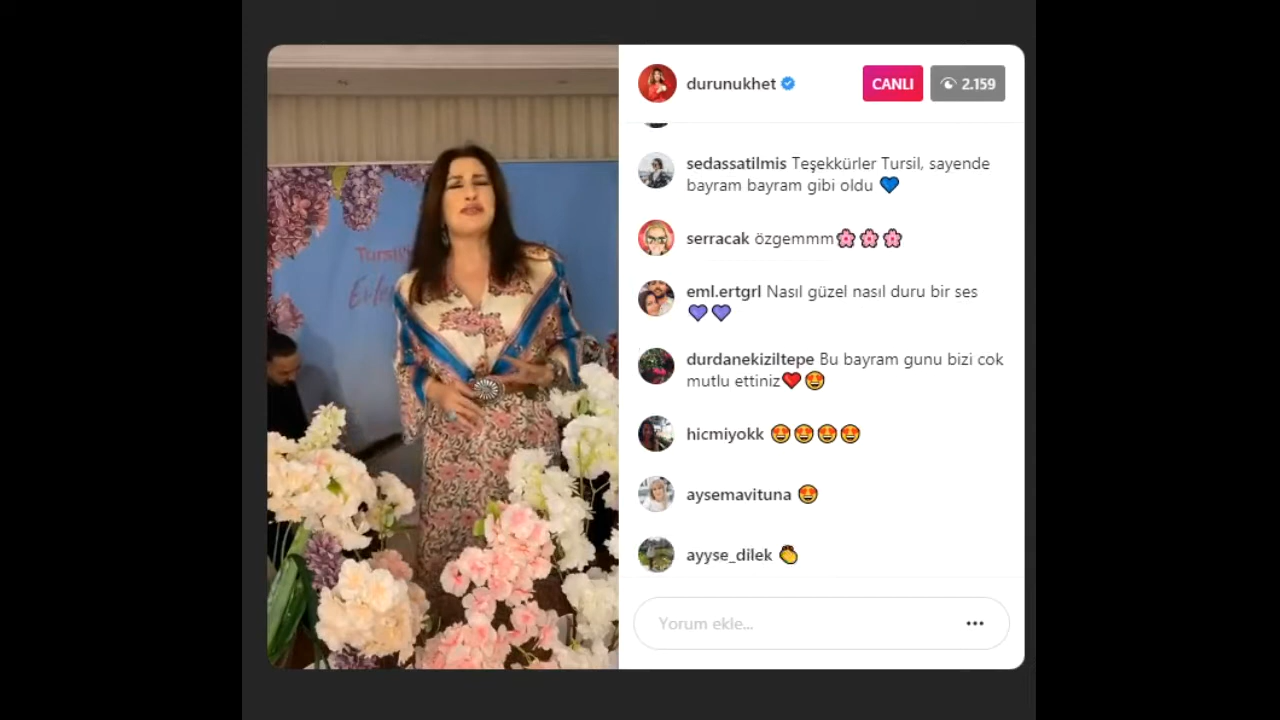 durunukhet
CANLI
2.159
sedassatilmis Teşekkürler Tursil, sayende
bayram bayram gibi oldu
serracak özgemmm
eml.ertgrl Nasıl güzel nasıl duru bir ses
durdanekiziltepe Bu bayram gunu bizi cok
mutlu ettiniz
hicmiyokk
aysemavituna
ayyse_dilek
Yorum ekle...
Tursil'